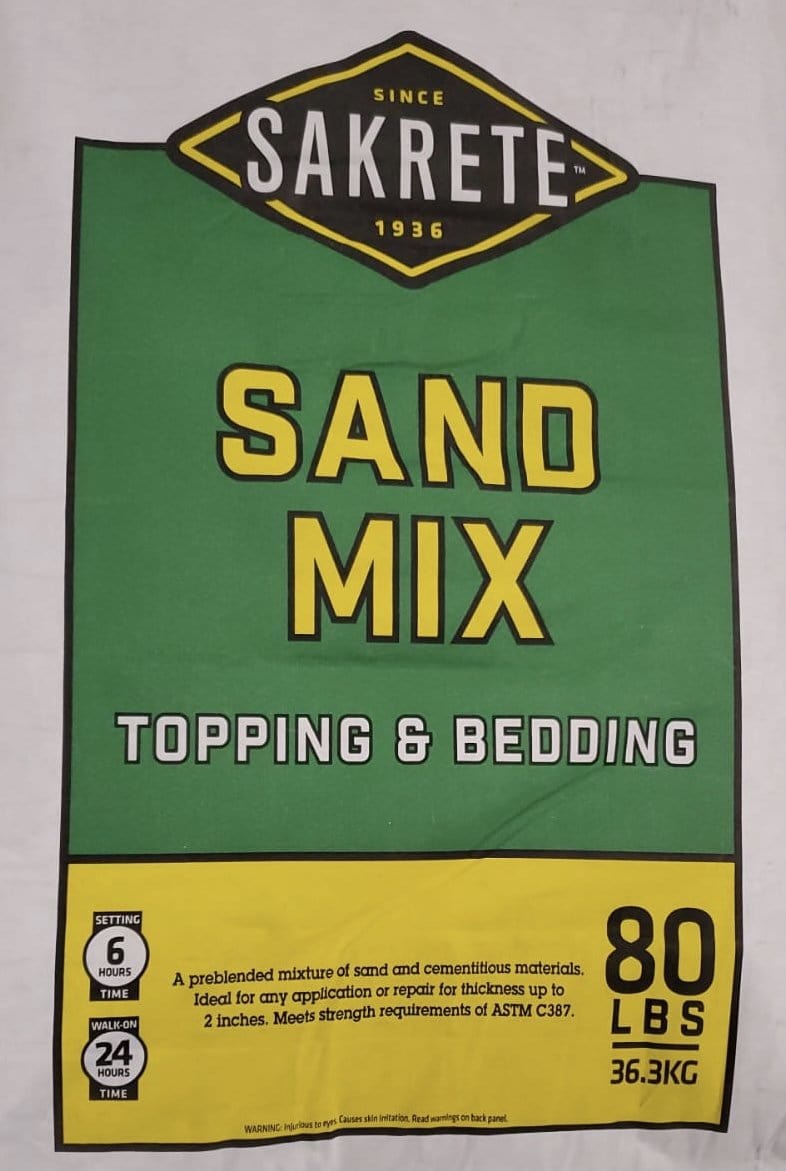 SINCE
SAKRETE™
1936
SAND
MIX
TOPPING & BEDDING
SETTING
6
HOURS
TIME
WALK-ON
24
HOURS
TIME
A preblended mixture of sand and cementitious materials.
Ideal for any application or repair for thickness up to
2 inches. Meets strength requirements of ASTM C387.
80
LBS
36.3KG
WARNING: Injurious to eyes. Causes skin irritation. Read warnings on back panel.